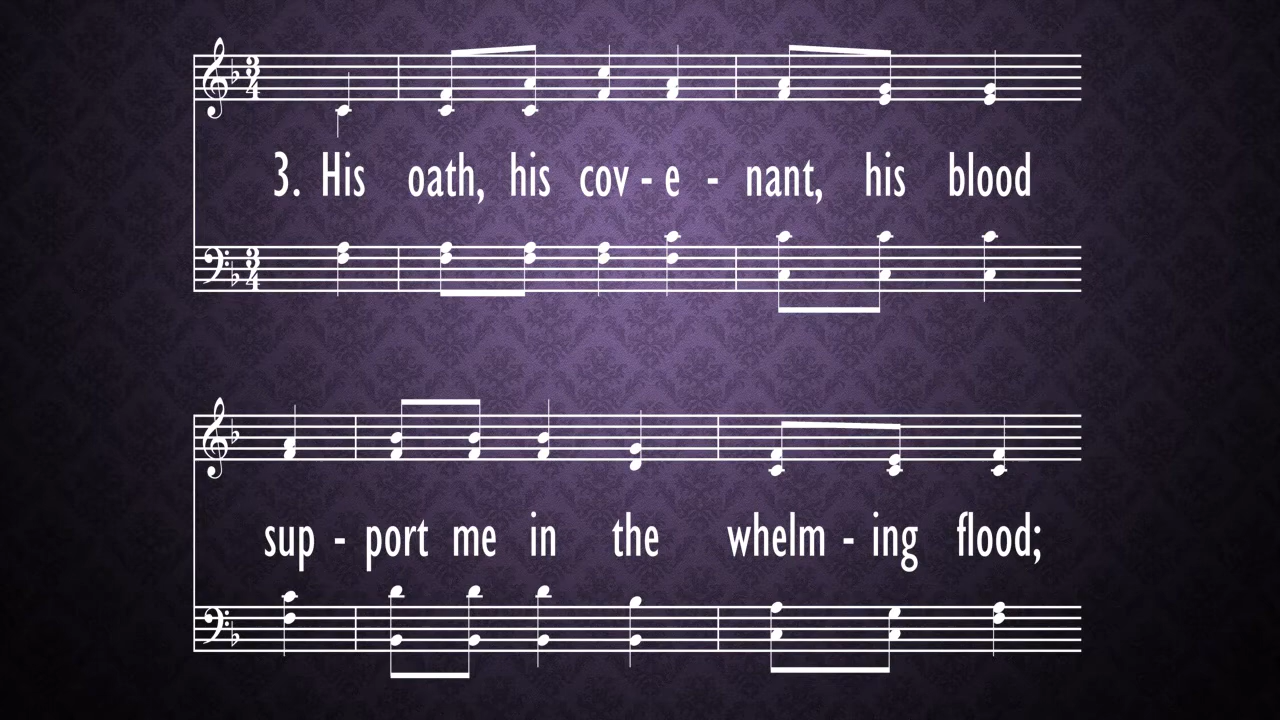 3. His oath, his cov - e - nant, his blood
sup - port me in the whelm - ing flood;